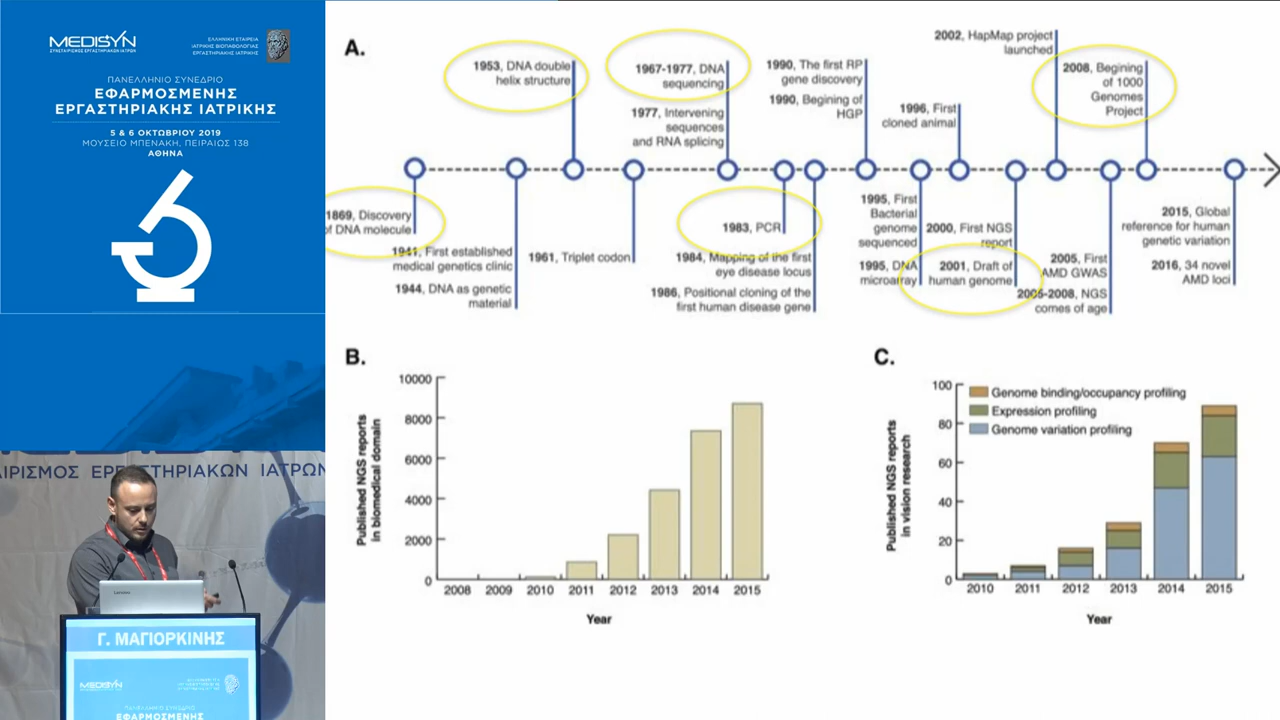 MEDISYN
ΣΥΝΕΤΑΙΡΙΣΜΟΣ ΕΡΓΑΣΤΗΡΙΑΚΩΝ ΙΑΤΡΩΝ
ΕΛΛΗΝΙΚΗ ΕΤΑΙΡΕΙΑ
ΙΑΤΡΙΚΗΣ ΒΙΟΠΑΘΟΛΟΓΙΑΣ
ΕΡΓΑΣΤΗΡΙΑΚΗΣ ΙΑΤΡΙΚΗΣ
ΠΑΝΕΛΛΗΝΙΟ ΣΥΝΕΔΡΙΟ
ΕΦΑΡΜΟΣΜΕΝΗΣ
ΕΡΓΑΣΤΗΡΙΑΚΗΣ ΙΑΤΡΙΚΗΣ
5 & 6 ΟΚΤΩΒΡΙΟΥ 2019
ΜΟΥΣΕΙΟ ΜΠΕΝΑΚΗ, ΠΕΙΡΑΙΩΣ 138
ΑΘΗΝΑ
ΑΙΡΙΣΜΟΣ ΕΡΓΑΣΤΗΡΙΑΚΩΝ ΙΑΤΡΩΝ
Lenovo
Γ. ΜΑΓΙΟΡΚΙΝΗΣ
MEDISYN
ΠΑΝΕΛΛΗΝΙΟ ΣΥΝΕΔΡΙΟ
ΕΦΑΡΜΟΣΜΕΝΗΣ
A.
1953, DNA double
helix structure
1967-1977, DNA
sequencing
1977, Intervening
sequences
and RNA splicing
1990, The first RP
gene discovery
1990, Begining of
HGP
1996, First
cloned animal
2002, HapMap project
launched
2008, Begining
of 1000
Genomes
Project
1869, Discovery
of DNA molecule
1941, First established
medical genetics clinic
1944, DNA as genetic
material
1961, Triplet codon
1983, PCR
1984, Mapping of the first
eye disease locus
1986, Positional cloning of the
first human disease gene
1995, First
Bacterial
genome
sequenced
1995, DNA
microarray
2000, First NGS
report
2001, Draft of
human genome
2005, First
AMD GWAS
2005-2008, NGS
comes of age
2015, Global
reference for human
genetic variation
2016, 34 novel
AMD loci
B.
Published NGS reports
in biomedical domain
10000
8000
6000
4000
2000
0
2008 2009 2010 2011 2012 2013 2014 2015
Year
C.
Published NGS reports
in vision research
100
80
60
40
20
0
Genome binding/occupancy profiling
Expression profiling
Genome variation profiling
2010 2011 2012 2013 2014 2015
Year